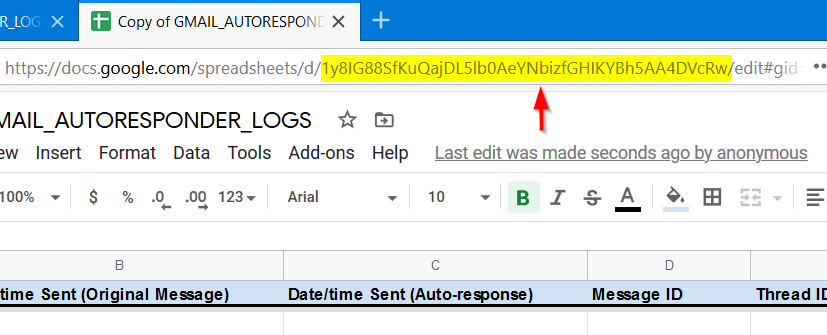 R_LOGS
Copy of GMAIL_AUTORESPONDER
https://docs.google.com/spreadsheets/d/1y8IG88SfKuQajDL5lb0AeYNbizfGHIKYBh5AA4DVcRw/edit#gid=
MAIL_AUTORESPONDER_LOGS
ew Insert Format Data Tools Add-ons Help Last edit was made seconds ago by anonymous
100% $ % .0 .00 123 Arial 10 B I S A
B C D
time Sent (Original Message) Date/time Sent (Auto-response) Message ID Thread ID